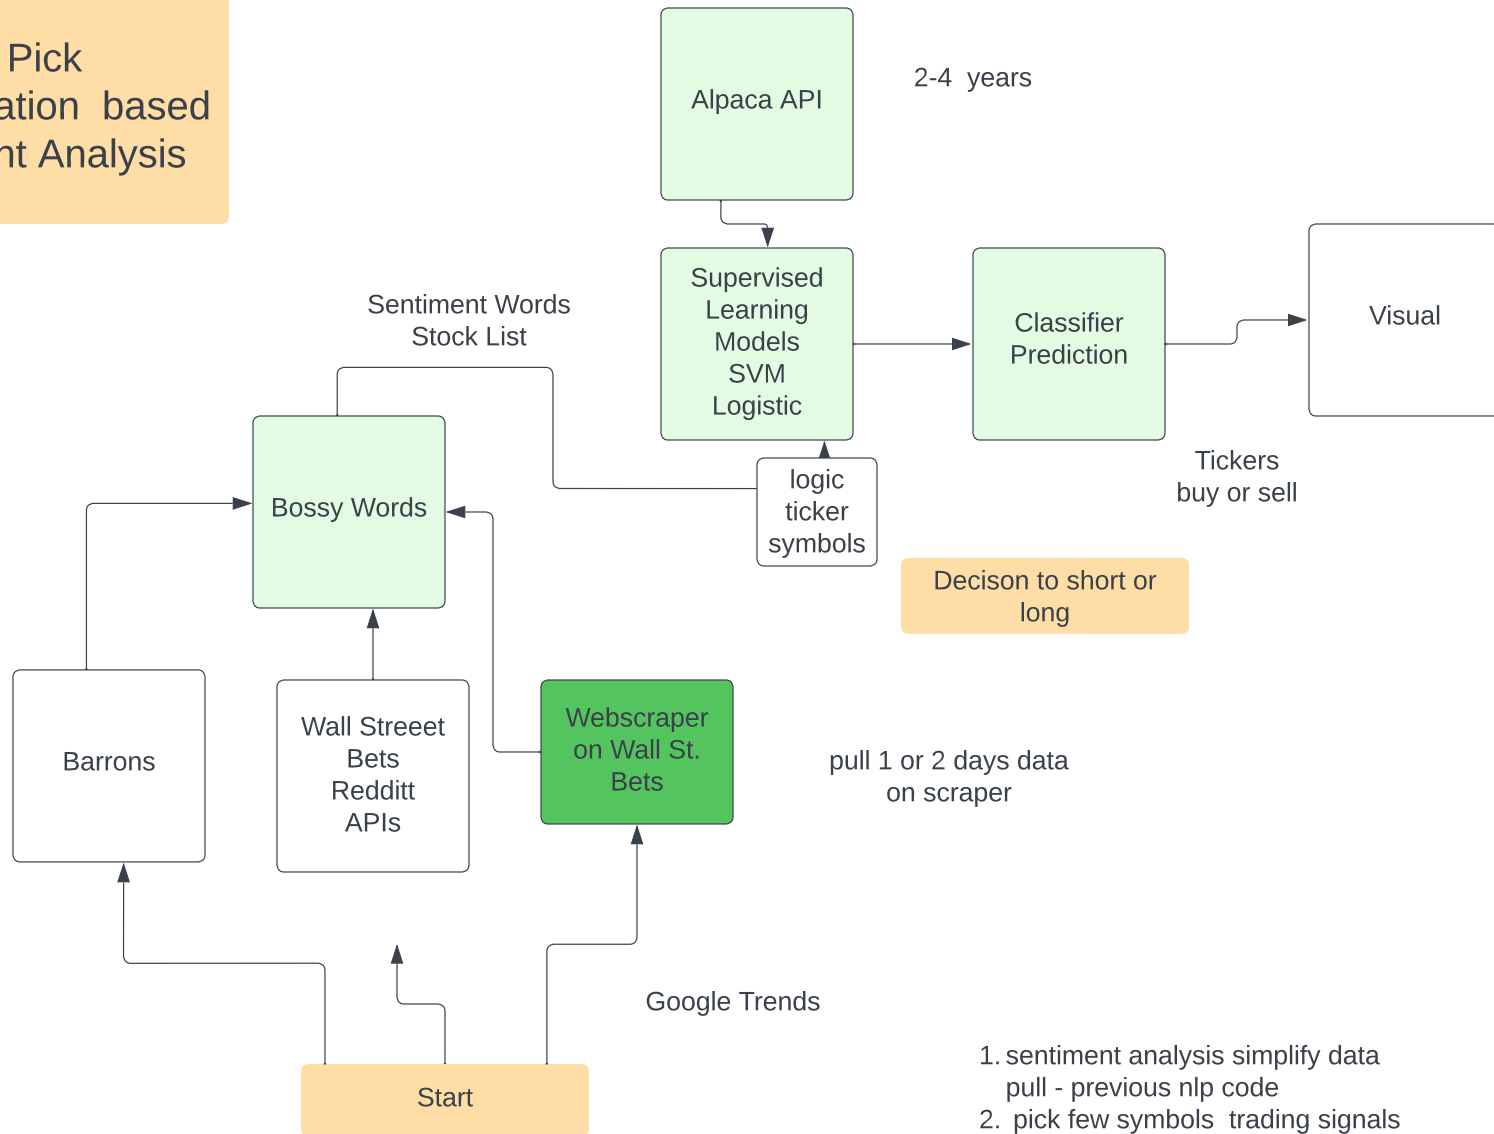 Pick
ation based
nt Analysis
Alpaca API
2-4 years
Supervised
Learning
Models
SVM
Logistic
Classifier
Prediction
Visual
Sentiment Words
Stock List
Bossy Words
logic
ticker
symbols
Tickers
buy or sell
Decison to short or
long
Barrons
Wall Streeet
Bets
Redditt
APIs
Webscraper
on Wall St.
Bets
pull 1 or 2 days data
on scraper
Google Trends
Start
1. sentiment analysis simplify data
pull - previous nlp code
2. pick few symbols trading signals